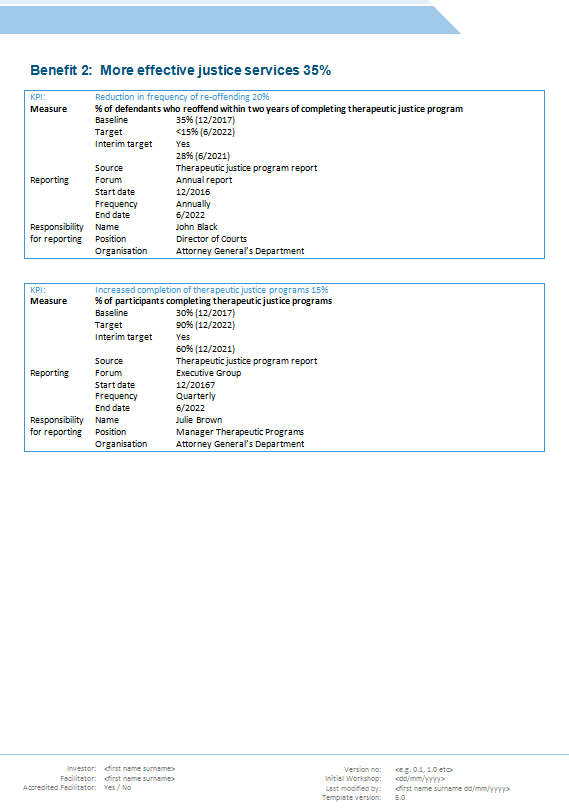 Benefit 2: More effective justice services 35%
KPI: Reduction in frequency of re-offending 20%
Measure % of defendants who reoffend within two years of completing therapeutic justice program
Baseline 35% (12/2017)
Target <15% (6/2022)
Interim target Yes
28% (6/2021)
Source Therapeutic justice program report
Reporting Forum Annual report
Start date 12/2016
Frequency Annually
End date 6/2022
Responsibility Name John Black
for reporting Position Director of Courts
Organisation Attorney General's Department
KPI: Increased completion of therapeutic justice programs 15%
Measure % of participants completing therapeutic justice programs
Baseline 30% (12/2017)
Target 90% (12/2022)
Interim target Yes
60% (12/2021)
Source Therapeutic justice program report
Reporting Forum Executive Group
Start date 12/20167
Frequency Quarterly
End date 6/2022
Responsibility Name Julie Brown
for reporting Position Manager Therapeutic Programs
Organisation Attorney General's Department
Investor: <first name surname>
Facilitator: <first name surname>
Accredited Facilitator: Yes / No
Version no: <e.g. 0.1, 1.0 etc>
Initial Workshop: <dd/mm/yyyy>
Last modified by: <first name surname dd/mm/yyyy>
Template version: 6.0